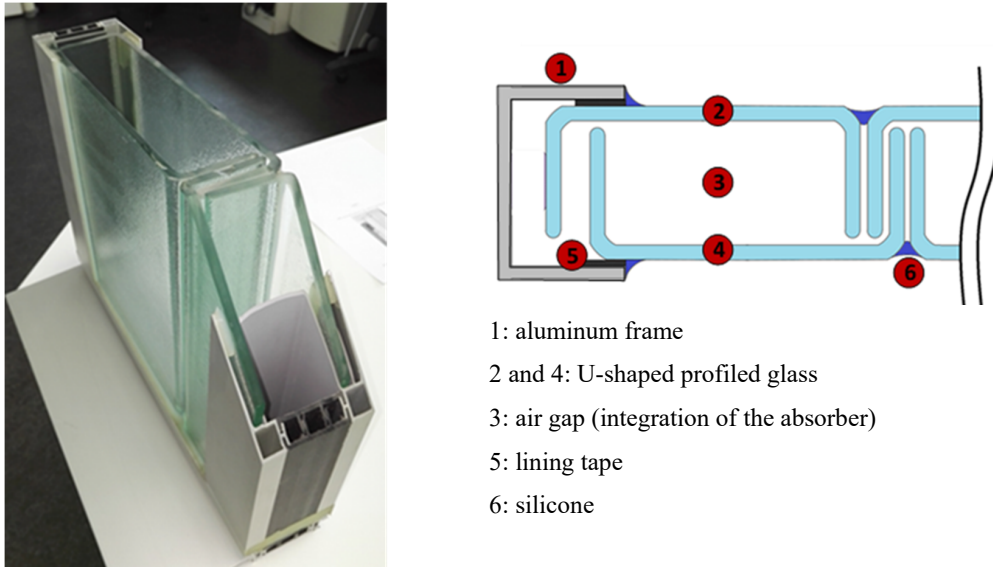 1
2
3
4
5
6
1: aluminum frame
2 and 4: U-shaped profiled glass
3: air gap (integration of the absorber)
5: lining tape
6: silicone